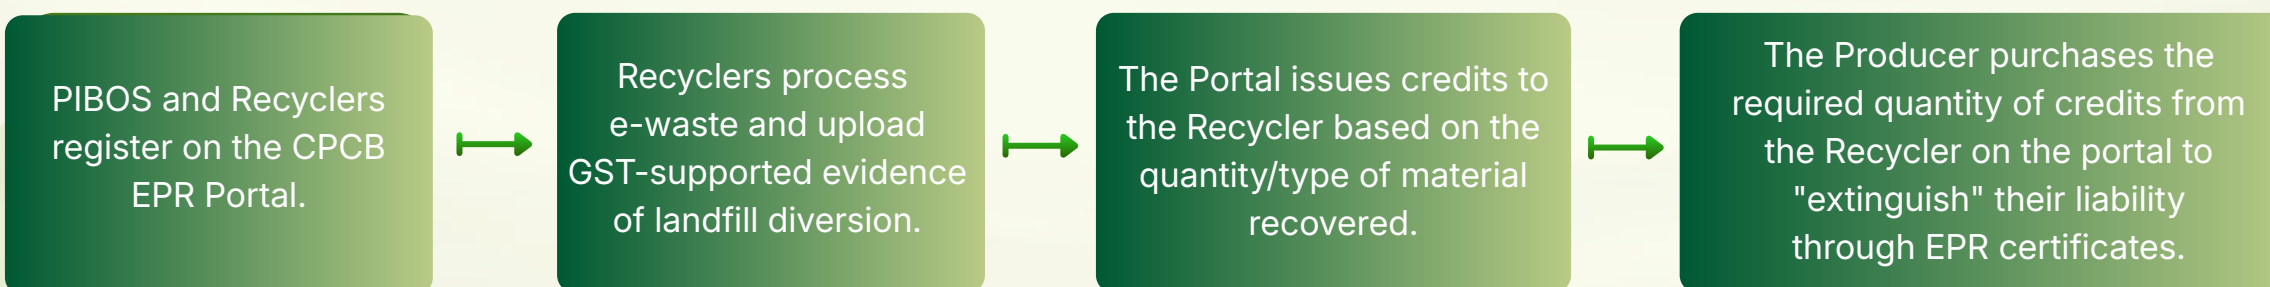 PIBOS and Recyclers
register on the CPCB
EPR Portal.
Recyclers process
e-waste and upload
GST-supported evidence
of landfill diversion.
The Portal issues credits to
the Recycler based on the
quantity/type of material
recovered.
The Producer purchases the
required quantity of credits from
the Recycler on the portal to
"extinguish" their liability
through EPR certificates.